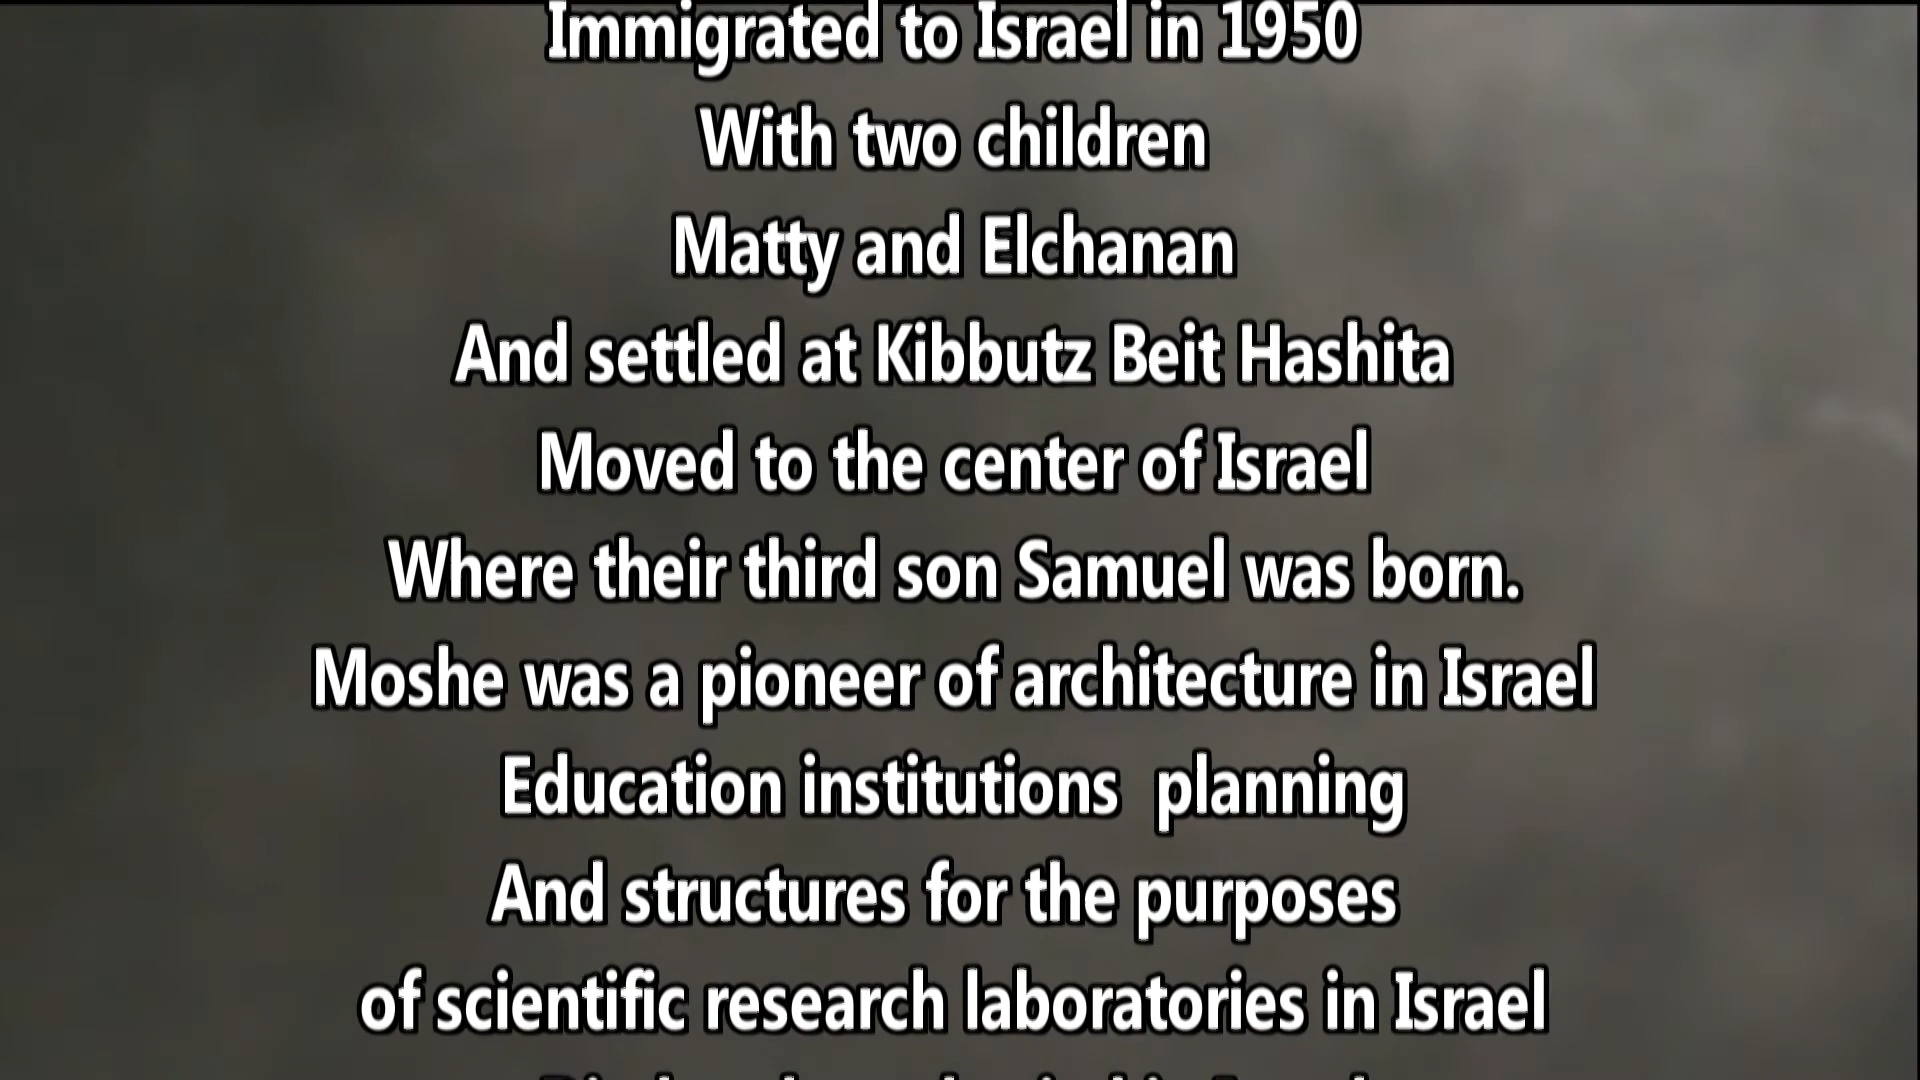 Immigrated to Israel in 1950
With two children
Matty and Elchanan
And settled at Kibbutz Beit Hashita
Moved to the center of Israel
Where their third son Samuel was born.
Moshe was a pioneer of architecture in Israel
Education institutions  planning
And structures for the purposes
of scientific research laboratories in Israel